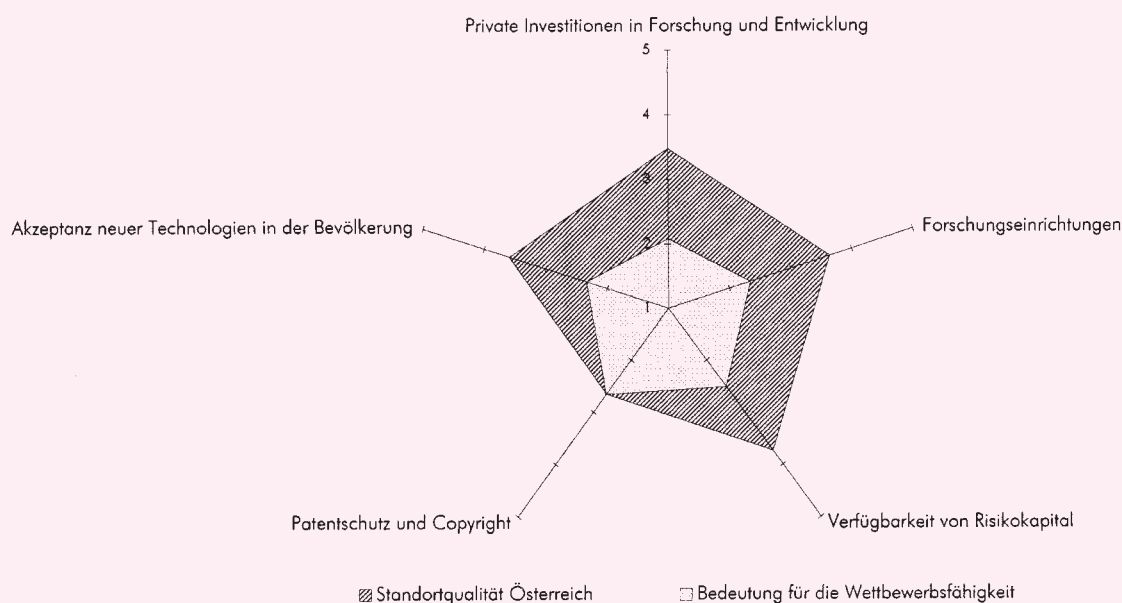 Private Investitionen in Forschung und Entwicklung
5
4
3
2
1
Akzeptanz neuer Technologien in der Bevölkerung
Forschungseinrichtungen
Patentschutz und Copyright
Verfügbarkeit von Risikokapital
Standortqualität Österreich
Bedeutung für die Wettbewerbsfähigkeit